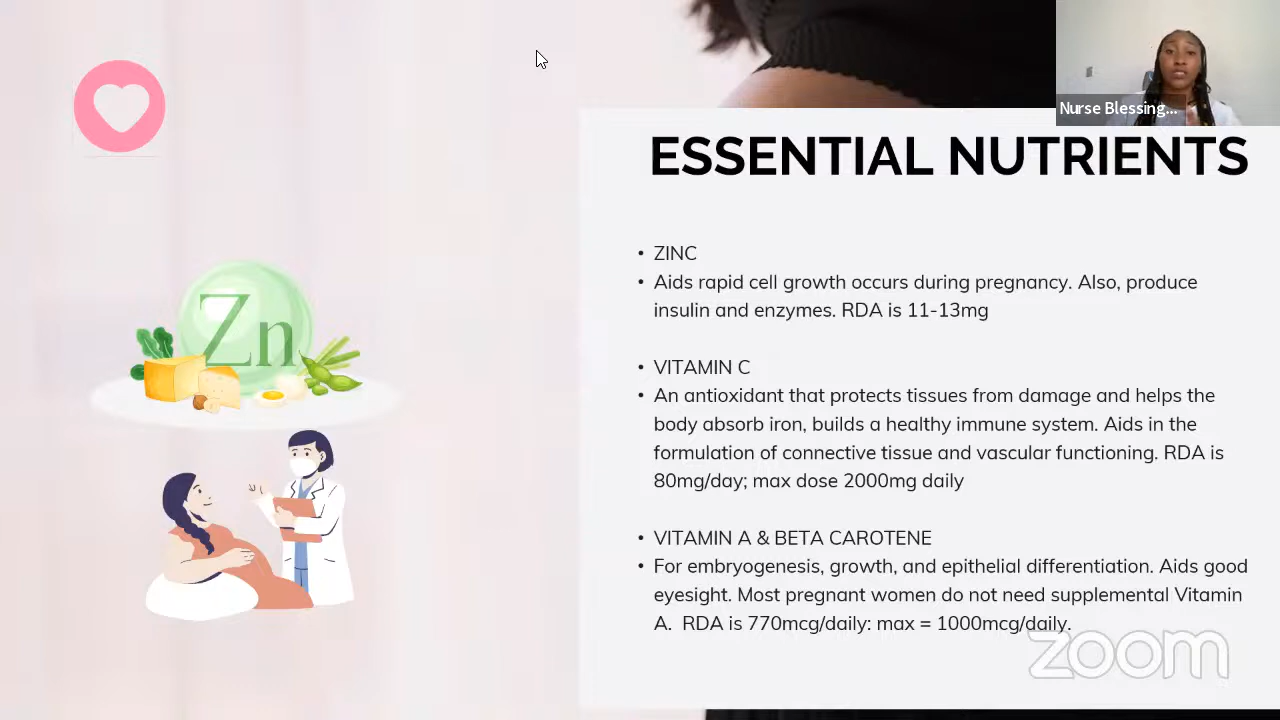 Nurse Blessing...
ESSENTIAL NUTRIENTS
Zn
• ZINC
• Aids rapid cell growth occurs during pregnancy. Also, produce
insulin and enzymes. RDA is 11-13mg
• VITAMIN C
• An antioxidant that protects tissues from damage and helps the
body absorb iron, builds a healthy immune system. Aids in the
formulation of connective tissue and vascular functioning. RDA is
80mg/day; max dose 2000mg daily
• VITAMIN A & BETA CAROTENE
• For embryogenesis, growth, and epithelial differentiation. Aids good
eyesight. Most pregnant women do not need supplemental Vitamin
A.  RDA is 770mcg/daily: max = 1000mcg/daily.
zoom